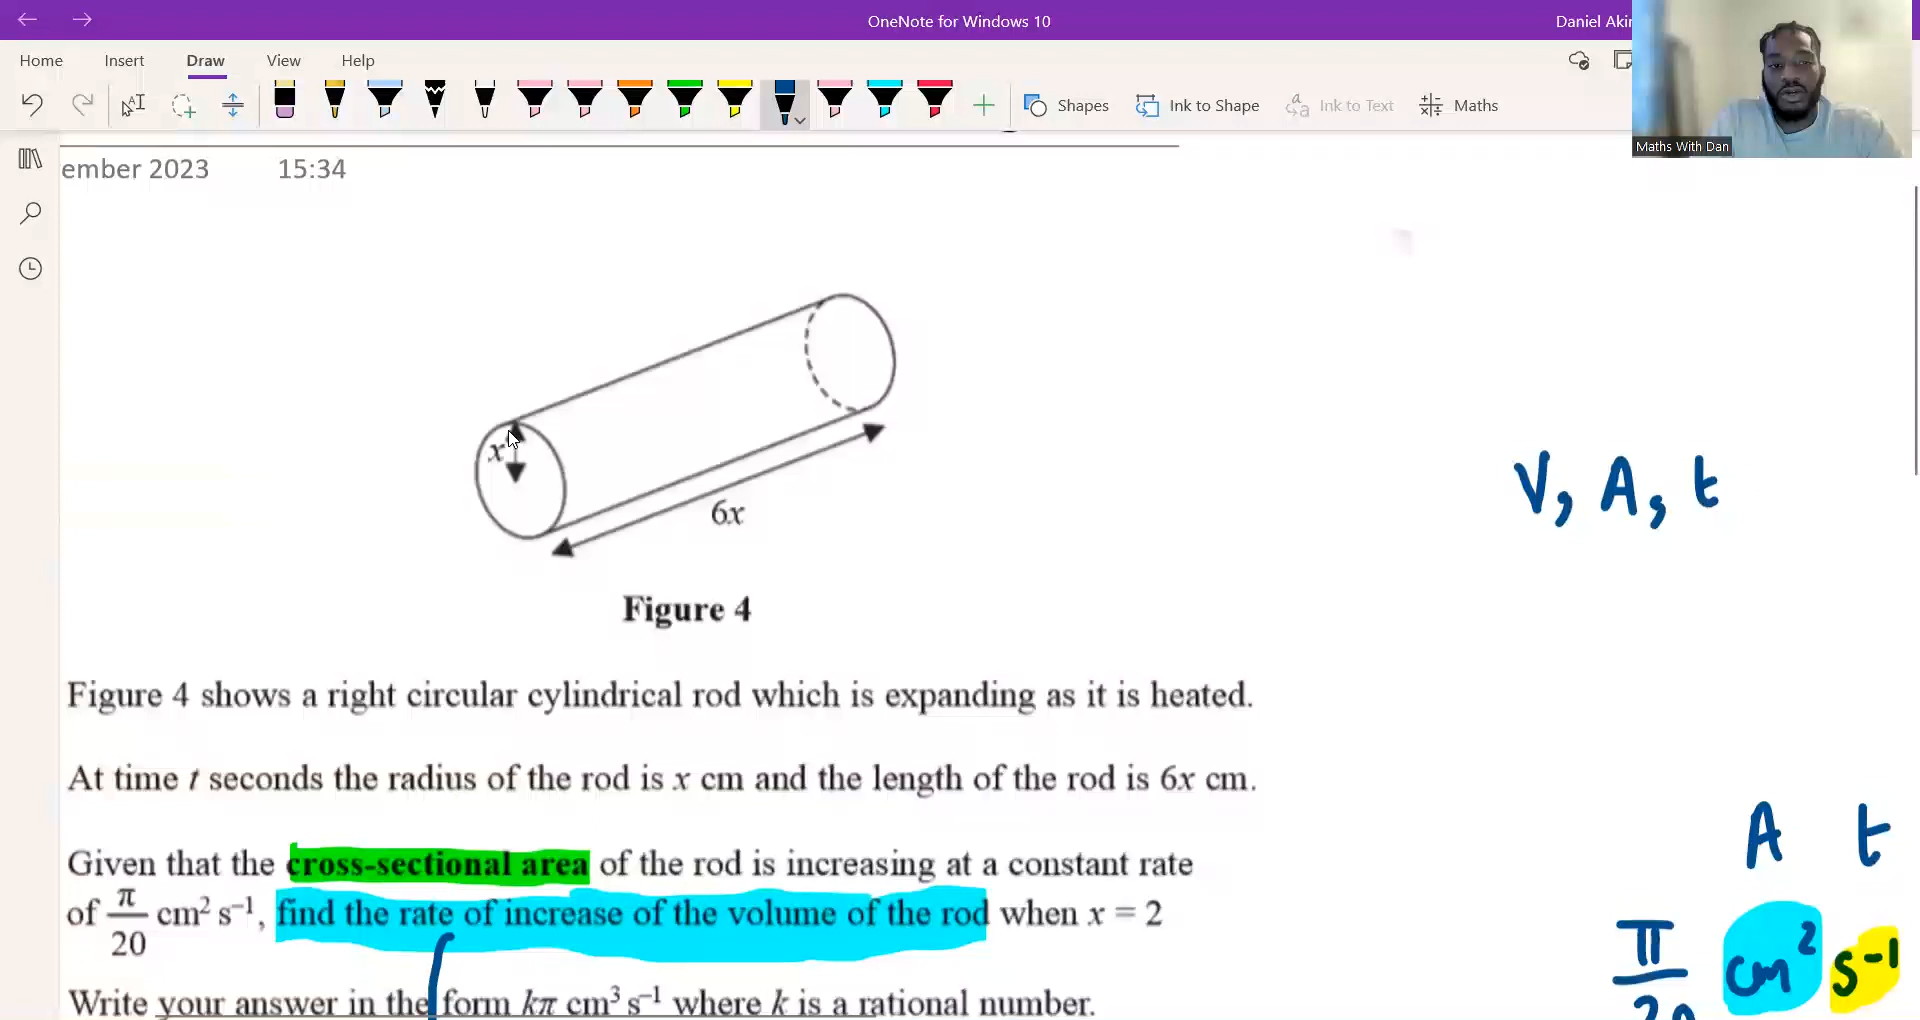 OneNote for Windows 10
Daniel Akin
Home Insert Draw View Help
Shapes Ink to Shape Ink to Text Maths
Maths With Dan
ember 2023 15:34
x
6x
V, A, t
Figure 4
Figure 4 shows a right circular cylindrical rod which is expanding as it is heated.
At time t seconds the radius of the rod is x cm and the length of the rod is 6x cm.
A t
Given that the cross-sectional area of the rod is increasing at a constant rate
of π/20 cm² s⁻¹, find the rate of increase of the volume of the rod when x = 2
π/20 cm² s⁻¹
Write your answer in the form kπ cm³ s⁻¹ where k is a rational number.